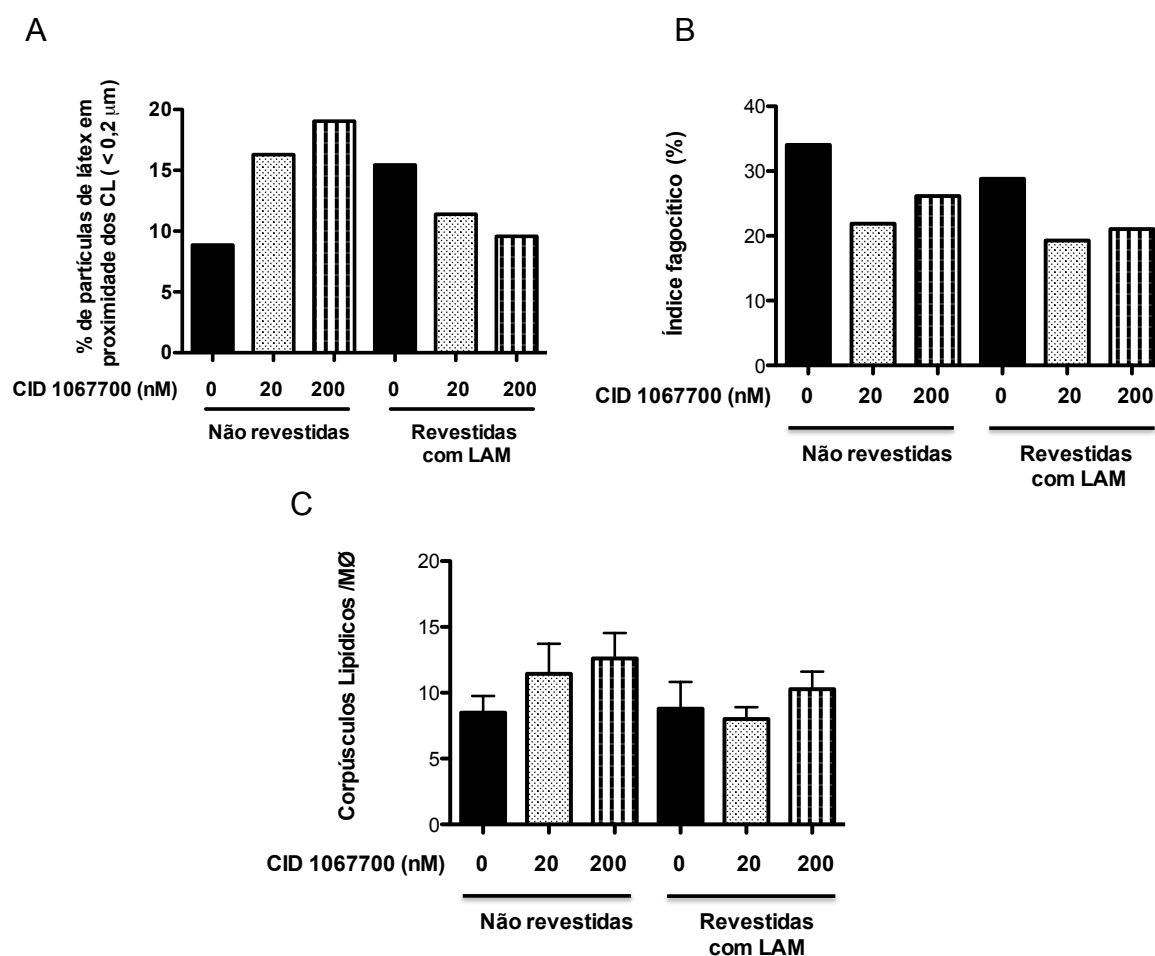 A
% de partículas de látex em
proximidade dos CL ( < 0,2 µm)
20
15
10
5
0
CID 1067700 (nM) 0 20 200 0 20 200
Não revestidas Revestidas
com LAM
B
Índice fagocítico (%)
40
30
20
10
0
CID 1067700 (nM) 0 20 200 0 20 200
Não revestidas Revestidas
com LAM
C
Corpúsculos Lipídicos /MØ
20
15
10
5
0
CID 1067700 (nM) 0 20 200 0 20 200
Não revestidas Revestidas
com LAM